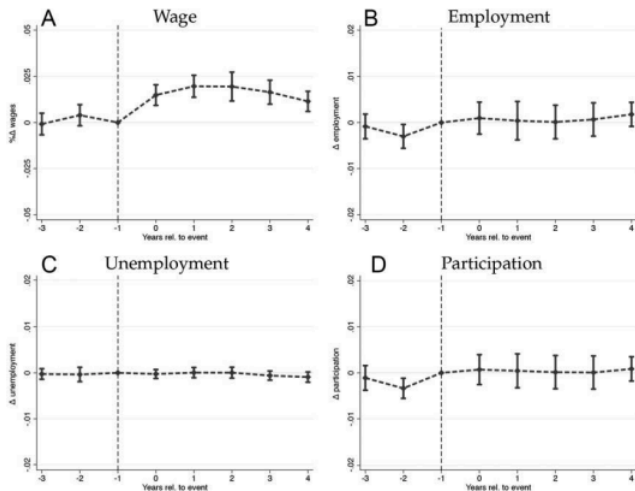 A Wage
%Δ wages
.05
.025
0
-.025
-.05
-3 -2 -1 0 1 2 3 4
Years rel. to event
B Employment
Δ employment
.02
.01
0
-.01
-.02
-3 -2 -1 0 1 2 3 4
Years rel. to event
C Unemployment
Δ unemployment
.02
.01
0
-.01
-.02
-3 -2 -1 0 1 2 3 4
Years rel. to event
D Participation
Δ participation
.02
.01
0
-.01
-.02
-3 -2 -1 0 1 2 3 4
Years rel. to event